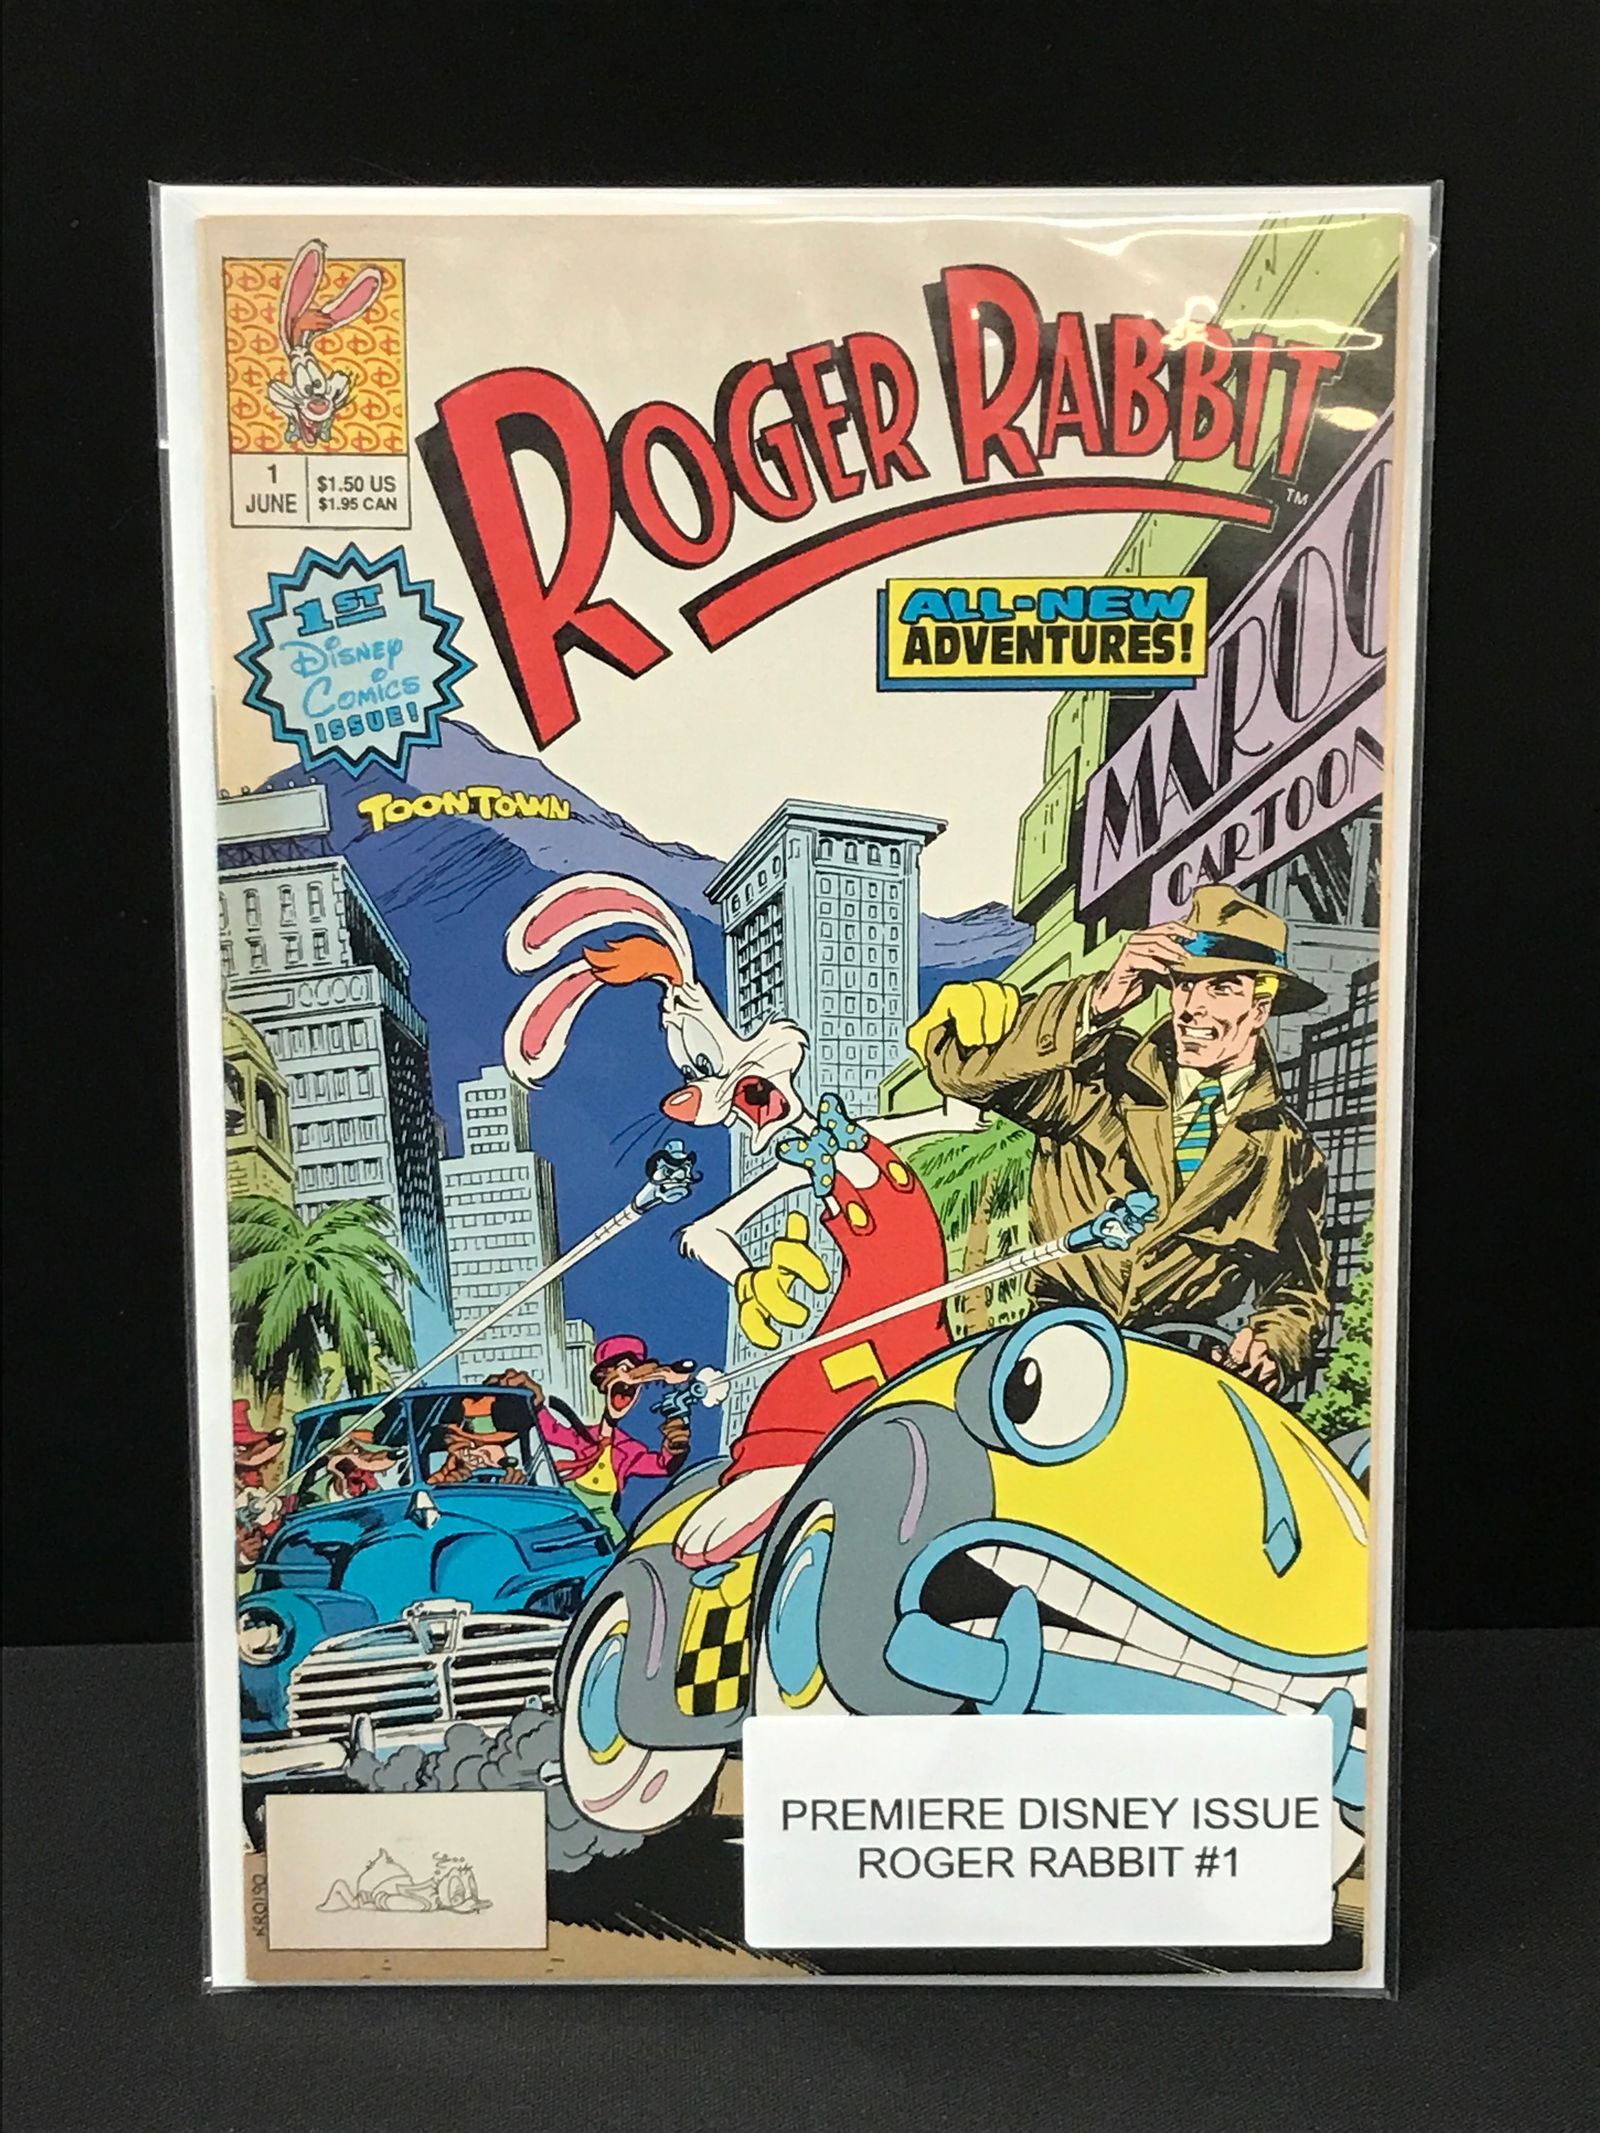 ROGER RABBIT
TM
1
JUNE
$1.50 US
$1.95 CAN
1ST
DISNEY
COMICS
ISSUE!
ALL-NEW
ADVENTURES!
TOONTOWN
MAROO
CARTOON
PREMIERE DISNEY ISSUE
ROGER RABBIT #1